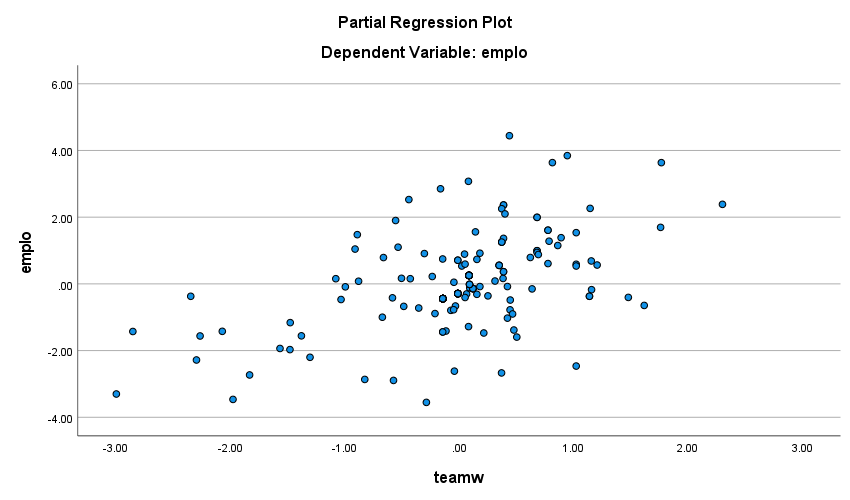 Partial Regression Plot
Dependent Variable: emplo
6.00
4.00
2.00
.00
-2.00
-4.00
emplo
-3.00 -2.00 -1.00 .00 1.00 2.00 3.00
teamw